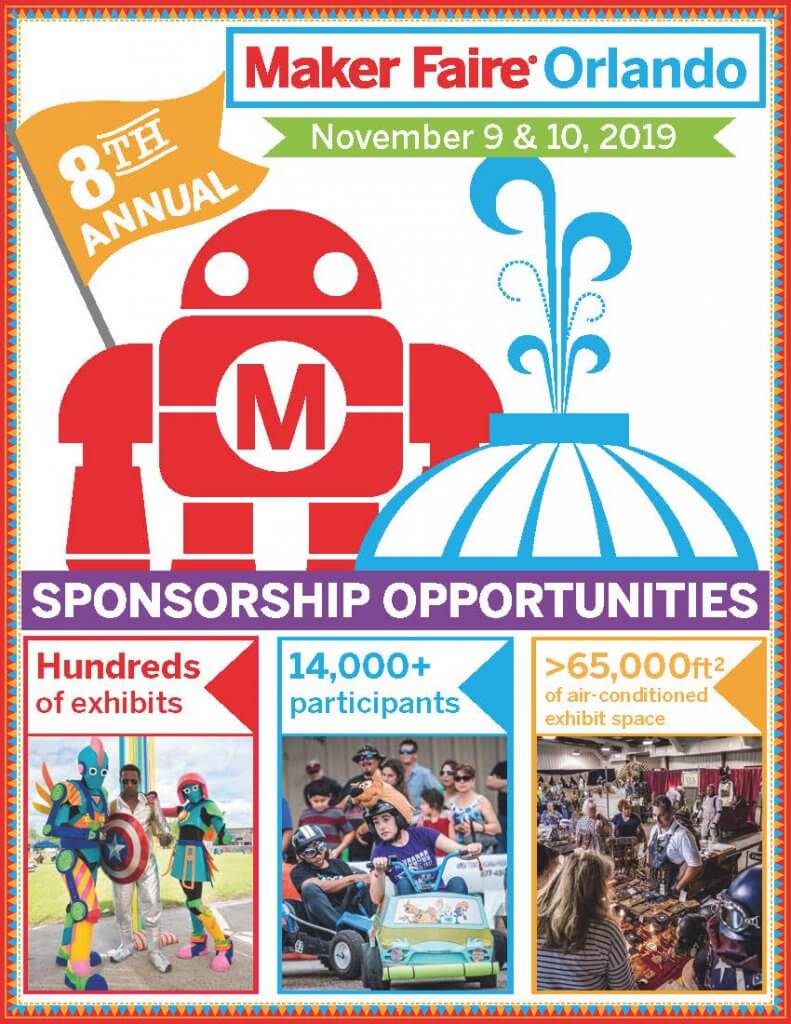 Maker Faire® Orlando
November 9 & 10, 2019
8TH
ANNUAL
M
SPONSORSHIP OPPORTUNITIES
Hundreds
of exhibits
14,000+
participants
>65,000ft²
of air-conditioned
exhibit space